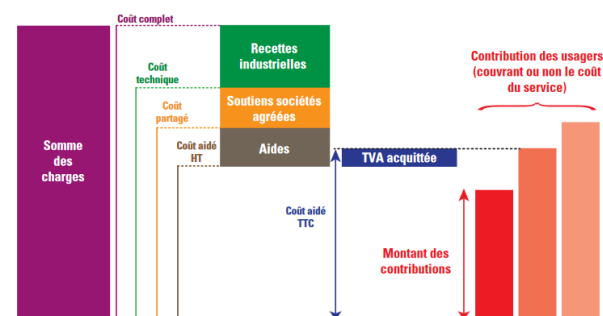 Coût complet
Somme
des
charges
Coût
technique
Coût
partagé
Coût aidé
HT
Recettes
industrielles
Soutiens sociétés
agréées
Aides
TVA acquittée
Coût aidé
TTC
Contribution des usagers
(couvrant ou non le coût
du service)
Montant des
contributions